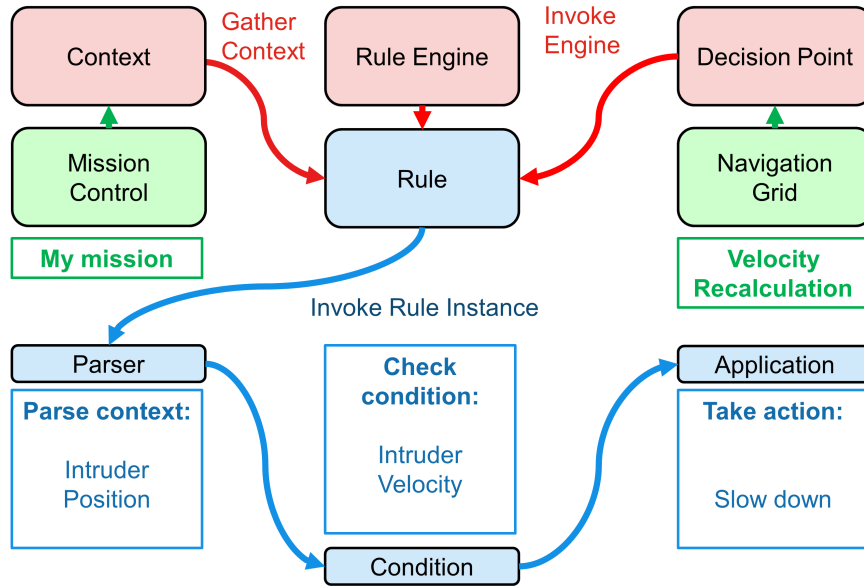 Context
Gather
Context
Rule Engine
Invoke
Engine
Decision Point
Mission
Control
Rule
Navigation
Grid
My mission
Velocity
Recalculation
Invoke Rule Instance
Parser
Parse context:
Intruder
Position
Check
condition:
Intruder
Velocity
Condition
Application
Take action:
Slow down